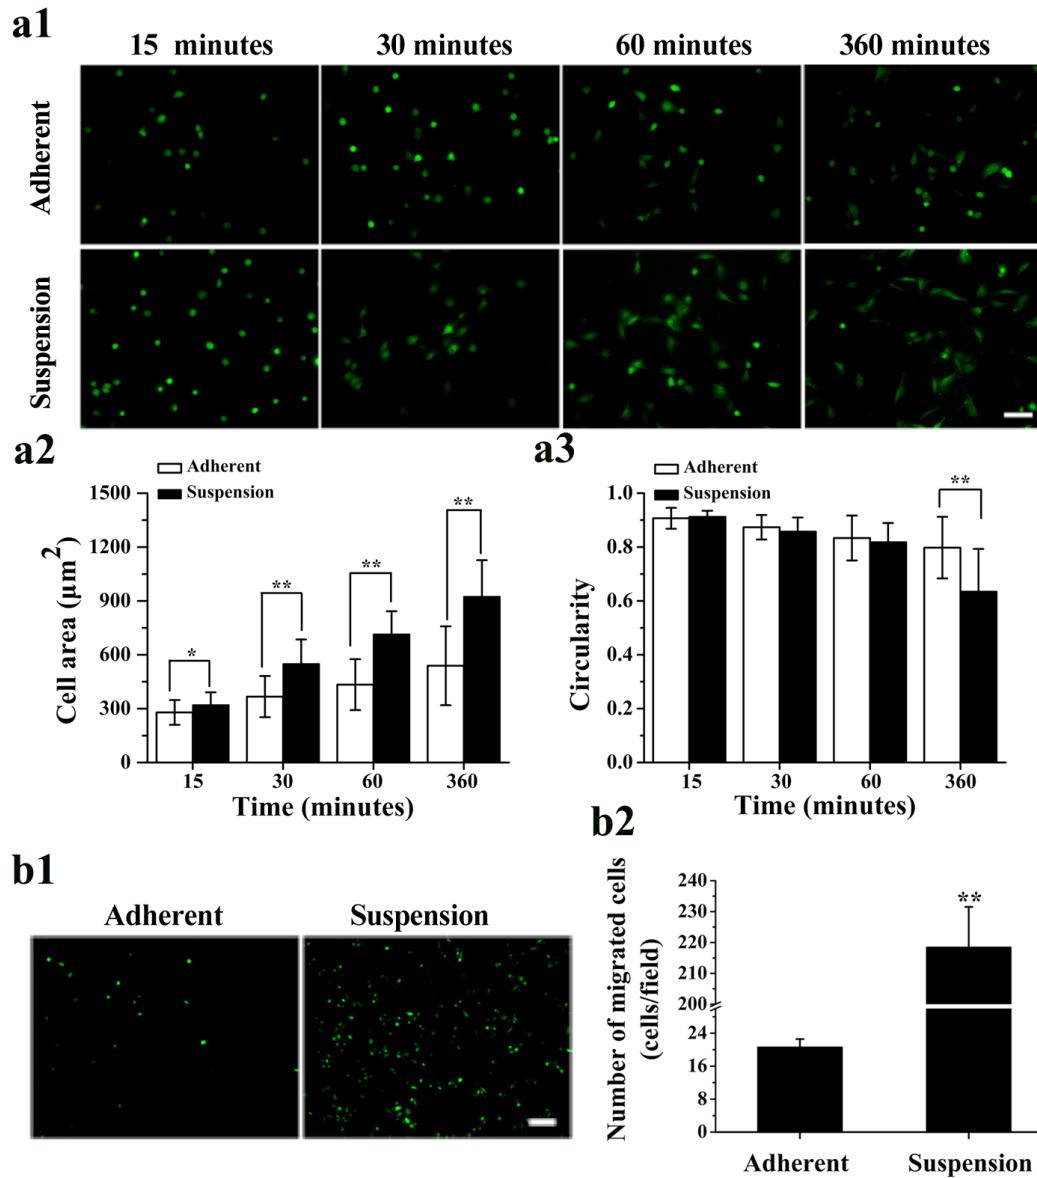 a1
15 minutes 30 minutes 60 minutes 360 minutes
Adherent
Suspension
a2
Adherent
Suspension
1500
1200
900
600
300
0
Cell area (µm²)
* ** ** **
15 30 60 360
Time (minutes)
a3
Adherent
Suspension
1.0
0.8
0.6
0.4
0.2
0.0
Circularity
**
15 30 60 360
Time (minutes)
b1
Adherent Suspension
b2
Number of migrated cells
(cells/field)
240
230
220
210
200
24
16
8
0
**
Adherent Suspension